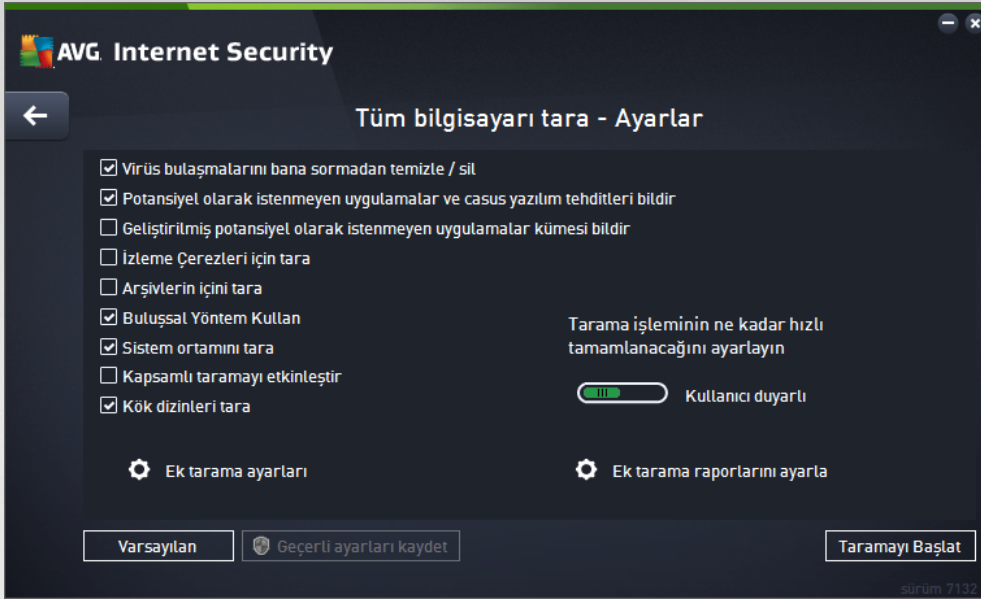 AVG. Internet Security
Tüm bilgisayarı tara - Ayarlar
Virüs bulaşmalarını bana sormadan temizle / sil
Potansiyel olarak istenmeyen uygulamalar ve casus yazılım tehditleri bildir
Geliştirilmiş potansiyel olarak istenmeyen uygulamalar kümesi bildir
İzleme Çerezleri için tara
Arşivlerin içini tara
Buluşsal Yöntem Kullan
Sistem ortamını tara
Kapsamlı taramayı etkinleştir
Kök dizinleri tara
Tarama işleminin ne kadar hızlı
tamamlanacağını ayarlayın
Kullanıcı duyarlı
Ek tarama ayarları
Ek tarama raporlarını ayarla
Varsayılan
Geçerli ayarları kaydet
Taramayı Başlat
sürüm 7132